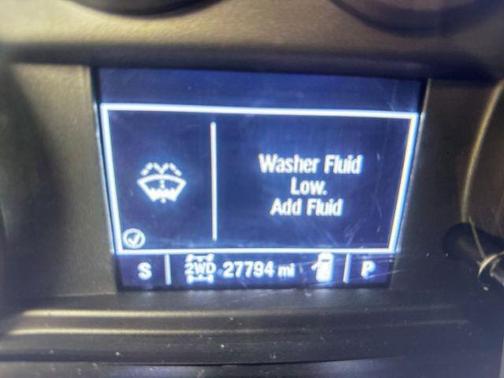 Washer Fluid
Low.
Add Fluid
S 2WD 27794 mi P